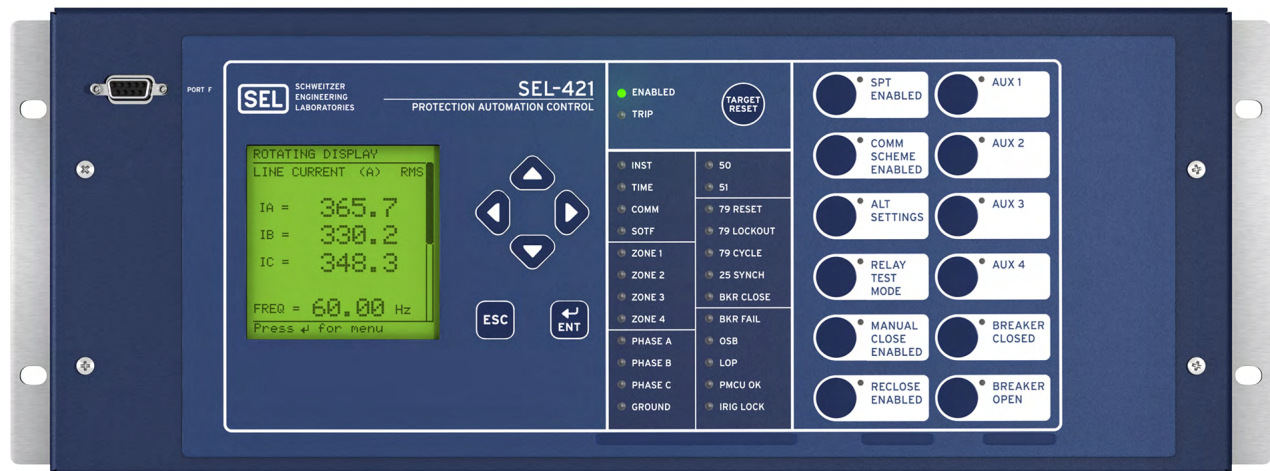 PORT F
SEL
SCHWEITZER
ENGINEERING
LABORATORIES
SEL-421
PROTECTION AUTOMATION CONTROL
ROTATING DISPLAY
LINE CURRENT (A) RMS
IA = 365.7
IB = 330.2
IC = 348.3
FREQ = 60.00 Hz
Press ↵ for menu
ESC
ENT
ENABLED
TRIP
TARGET
RESET
INST
TIME
COMM
SOTF
ZONE 1
ZONE 2
ZONE 3
ZONE 4
PHASE A
PHASE B
PHASE C
GROUND
50
51
79 RESET
79 LOCKOUT
79 CYCLE
25 SYNCH
BKR CLOSE
BKR FAIL
OSB
LOP
PMCU OK
IRIG LOCK
SPT
ENABLED
COMM
SCHEME
ENABLED
ALT
SETTINGS
RELAY
TEST
MODE
MANUAL
CLOSE
ENABLED
RECLOSE
ENABLED
AUX 1
AUX 2
AUX 3
AUX 4
BREAKER
CLOSED
BREAKER
OPEN